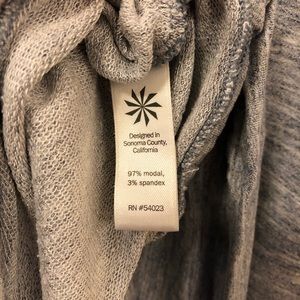 Designed in
Sonoma County,
California
97% modal,
3% spandex
RN #54023